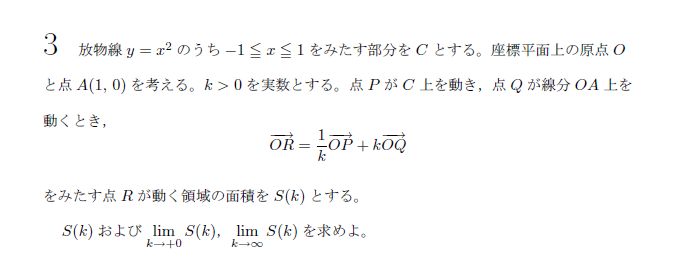 3 放物線 y = x² のうち −1 ≦ x ≦ 1 をみたす部分を C とする。座標平面上の原点 O
と点 A(1, 0) を考える。k > 0 を実数とする。点 P が C 上を動き，点 Q が線分 OA 上を
動くとき，
$\overrightarrow{OR} = \frac{1}{k}\overrightarrow{OP} + k\overrightarrow{OQ}$
をみたす点 R が動く領域の面積を S(k) とする。
S(k) および $\lim_{k \to +0} S(k)$，$\lim_{k \to \infty} S(k)$ を求めよ。